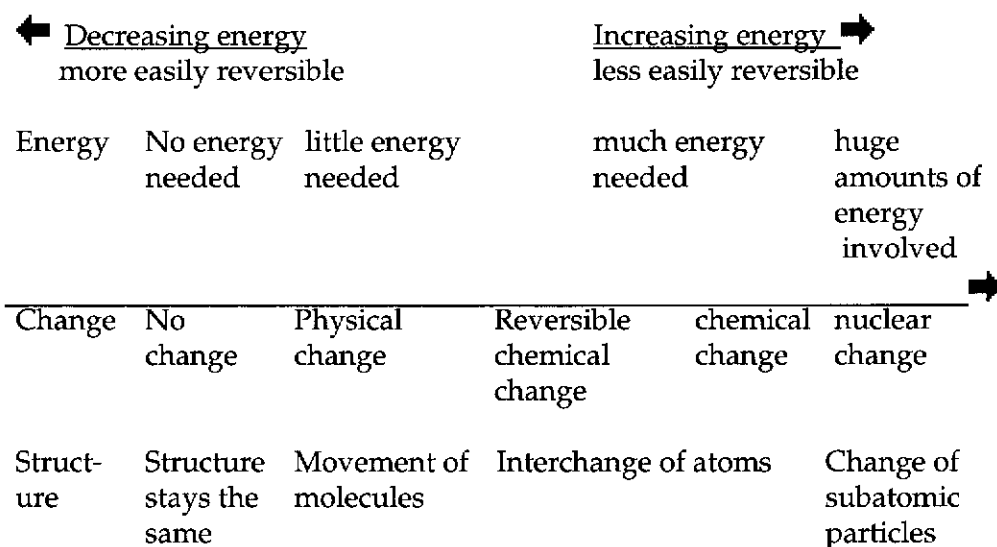 Decreasing energy Increasing energy
more easily reversible less easily reversible
Energy No energy little energy much energy huge
needed needed needed amounts of
energy
involved
Change No Physical Reversible chemical nuclear
change change chemical change change
change
Struct- Structure Movement of Interchange of atoms Change of
ure stays the molecules subatomic
same particles